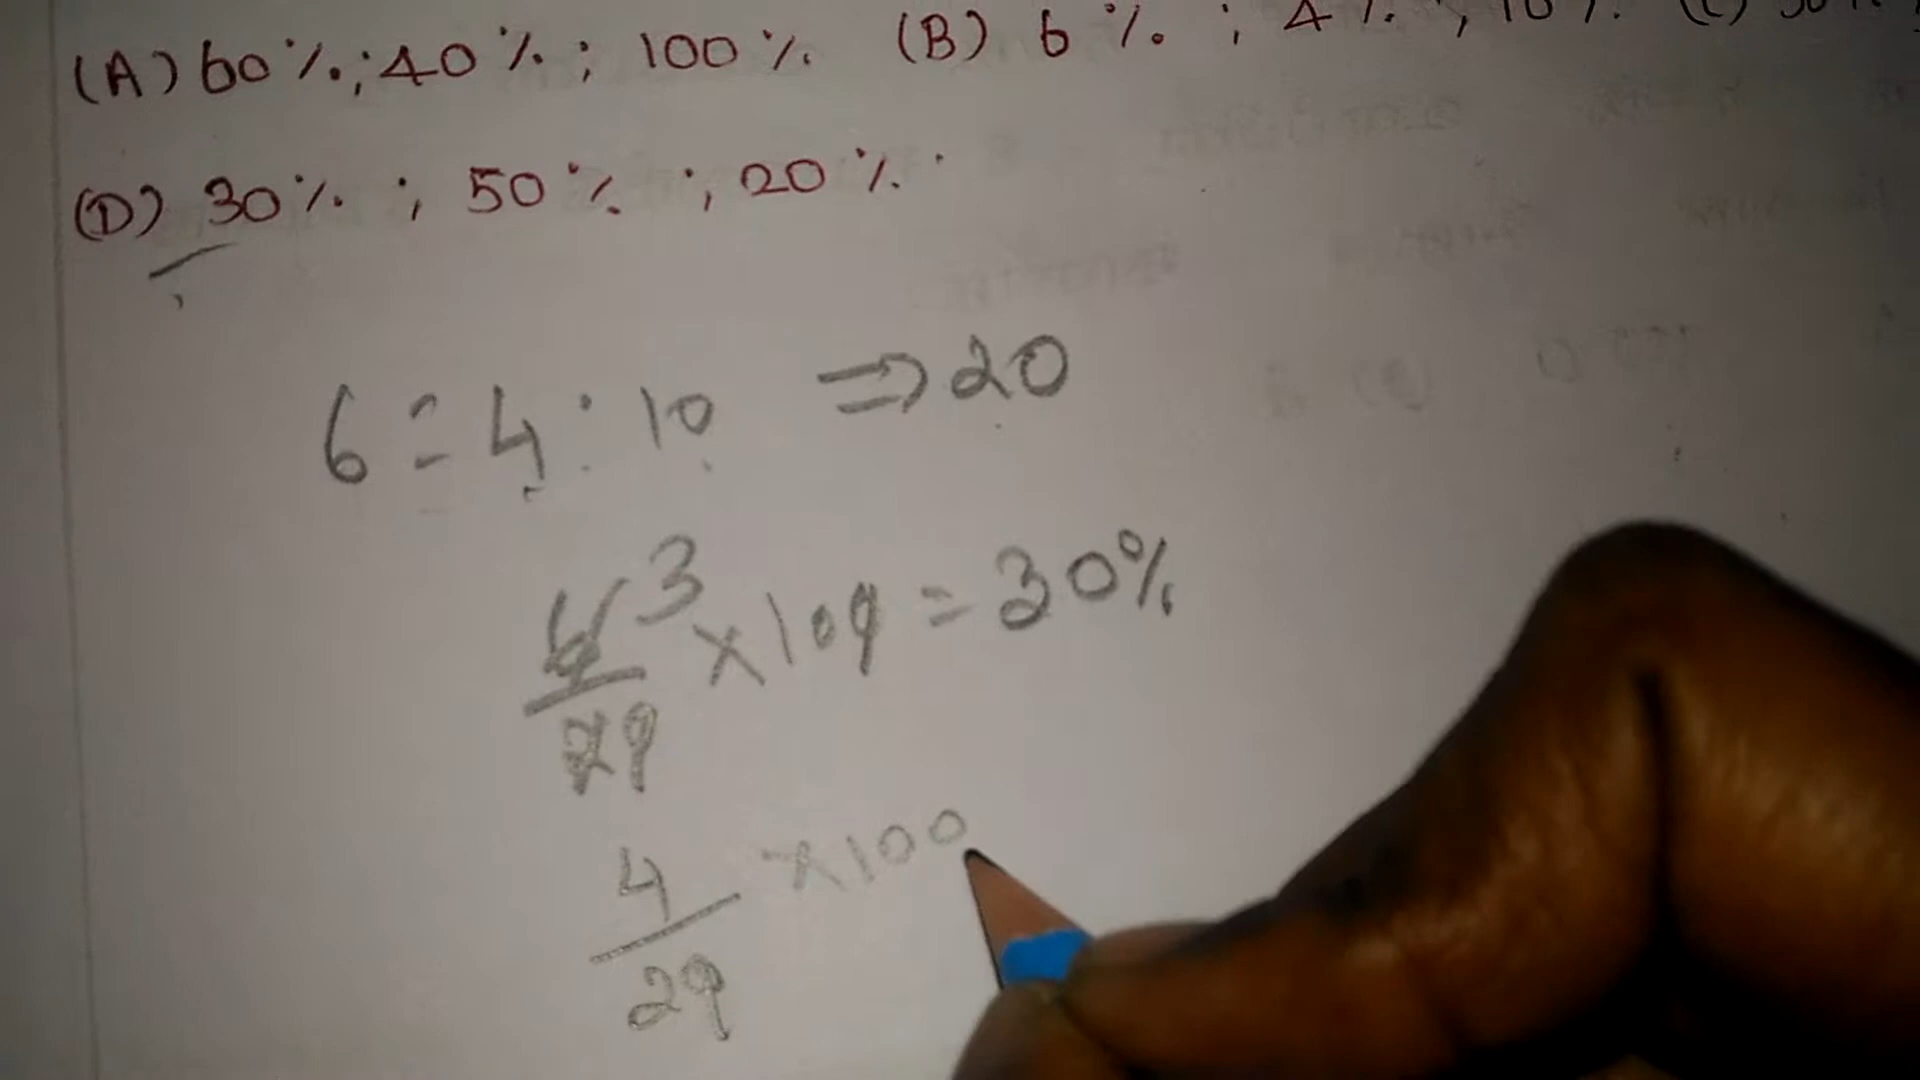 (A) 60%; 40%; 100% (B) 6%; 4%; 10% (C)
(D) 30%; 50%; 20%.
6 : 4 : 10 ⇒ 20
6/20 3 × 100 = 30%
4/20 × 100